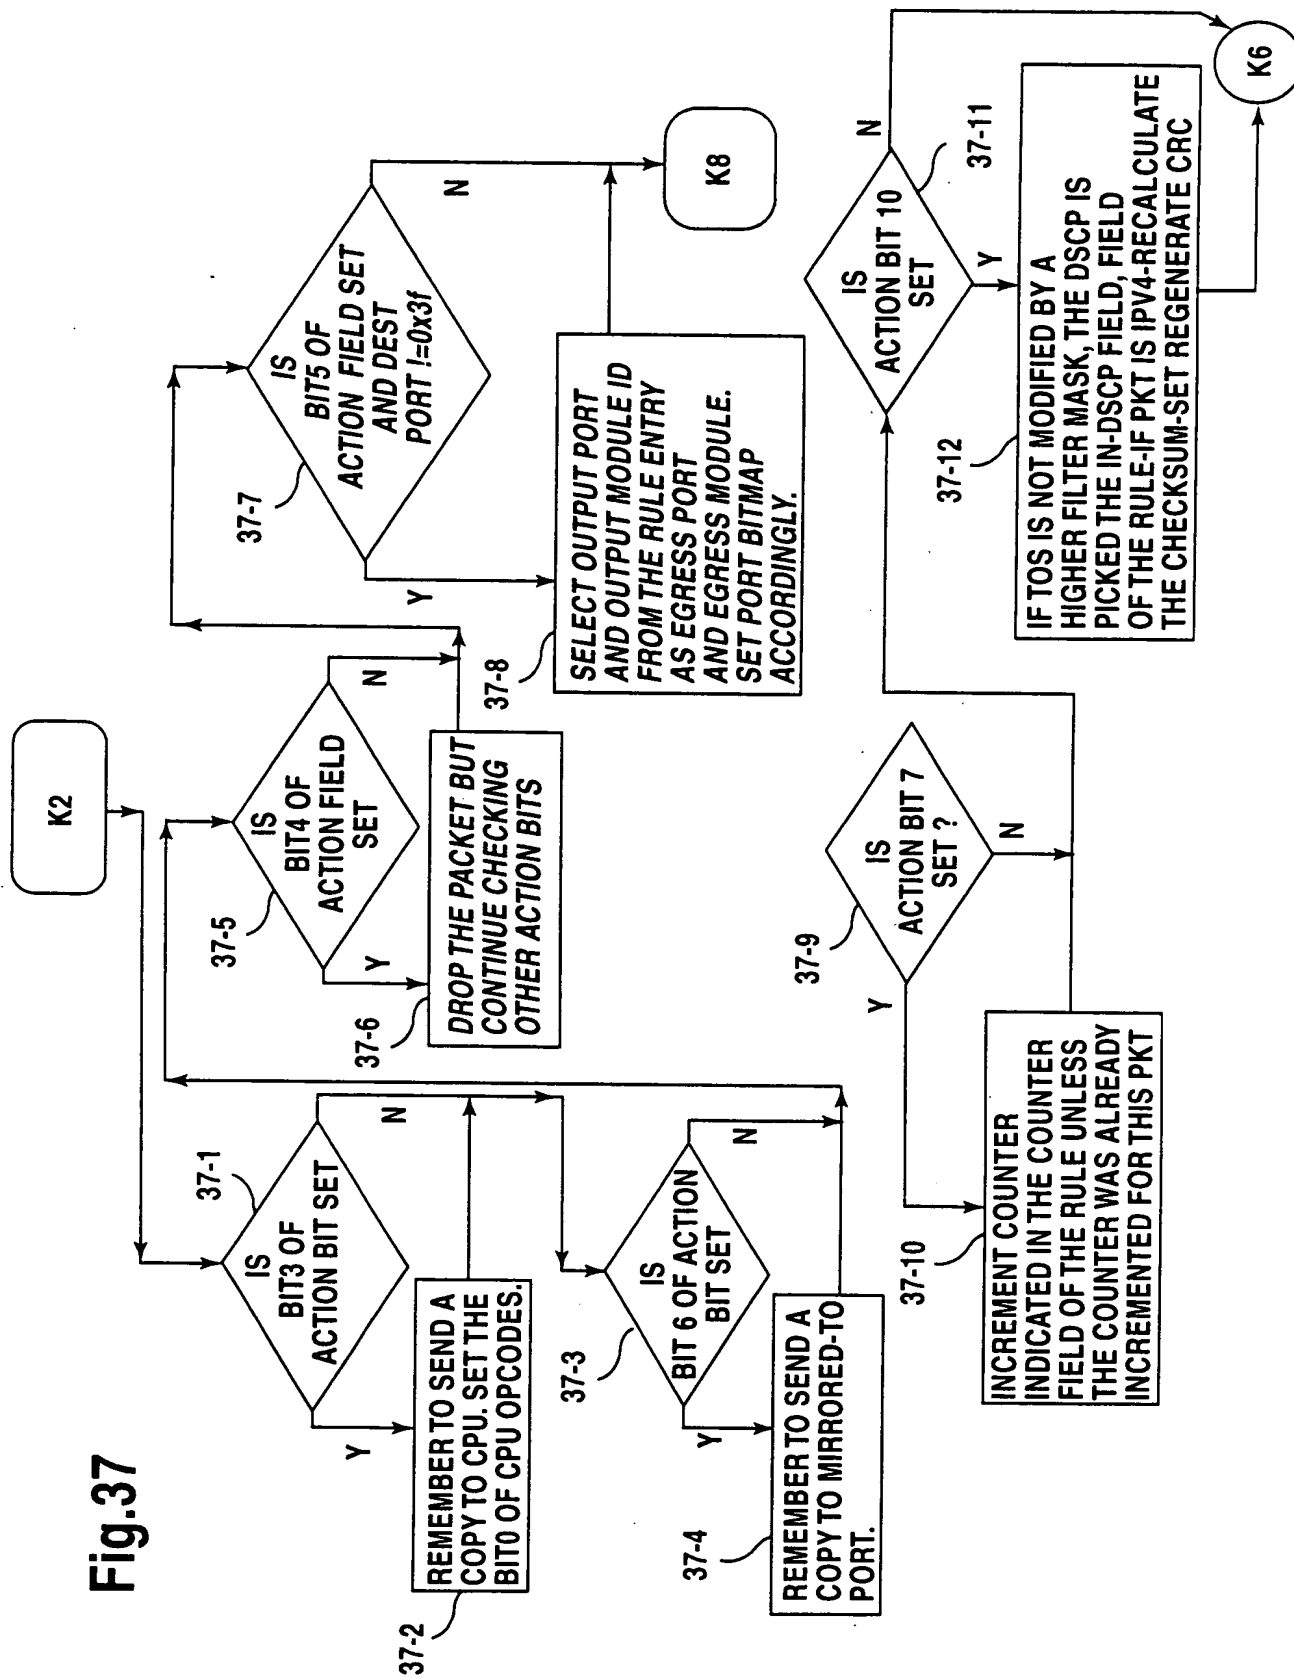 Fig.37
K2
37-1
IS
BIT3 OF
ACTION BIT SET
Y
N
37-2
REMEMBER TO SEND A
COPY TO CPU. SET THE
BIT0 OF CPU OPCODES.
37-3
IS
BIT 6 OF ACTION
BIT SET
Y
N
37-4
REMEMBER TO SEND A
COPY TO MIRRORED-TO
PORT.
37-5
IS
BIT4 OF
ACTION FIELD
SET
Y
N
37-6
DROP THE PACKET BUT
CONTINUE CHECKING
OTHER ACTION BITS
37-7
IS
BIT5 OF
ACTION FIELD SET
AND DEST
PORT !=0x3f
Y
N
37-8
SELECT OUTPUT PORT
AND OUTPUT MODULE ID
FROM THE RULE ENTRY
AS EGRESS PORT
AND EGRESS MODULE.
SET PORT BITMAP
ACCORDINGLY.
K8
37-9
IS
ACTION BIT 7
SET ?
Y
N
37-10
INCREMENT COUNTER
INDICATED IN THE COUNTER
FIELD OF THE RULE UNLESS
THE COUNTER WAS ALREADY
INCREMENTED FOR THIS PKT
37-11
IS
ACTION BIT 10
SET
N
Y
37-12
IF TOS IS NOT MODIFIED BY A
HIGHER FILTER MASK, THE DSCP IS
PICKED THE IN-DSCP FIELD, FIELD
OF THE RULE-IF PKT IS IPV4-RECALCULATE
THE CHECKSUM-SET REGENERATE CRC
K6